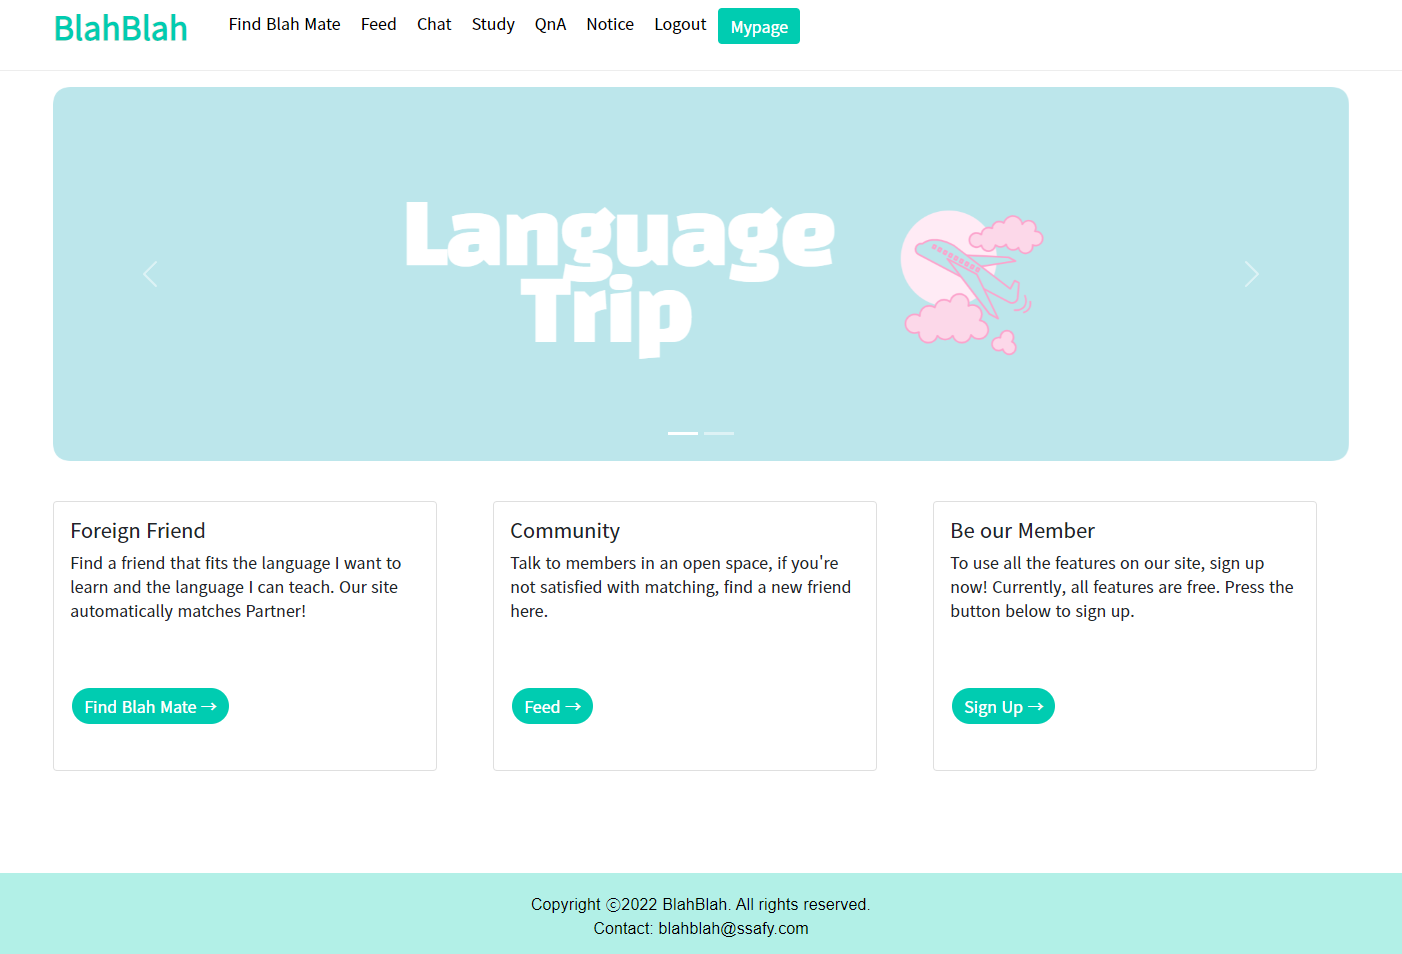 BlahBlah Find Blah Mate Feed Chat Study QnA Notice Logout Mypage
Language
Trip
Foreign Friend
Find a friend that fits the language I want to
learn and the language I can teach. Our site
automatically matches Partner!
Find Blah Mate →
Community
Talk to members in an open space, if you're
not satisfied with matching, find a new friend
here.
Feed →
Be our Member
To use all the features on our site, sign up
now! Currently, all features are free. Press the
button below to sign up.
Sign Up →
Copyright ⓒ2022 BlahBlah. All rights reserved.
Contact: blahblah@ssafy.com